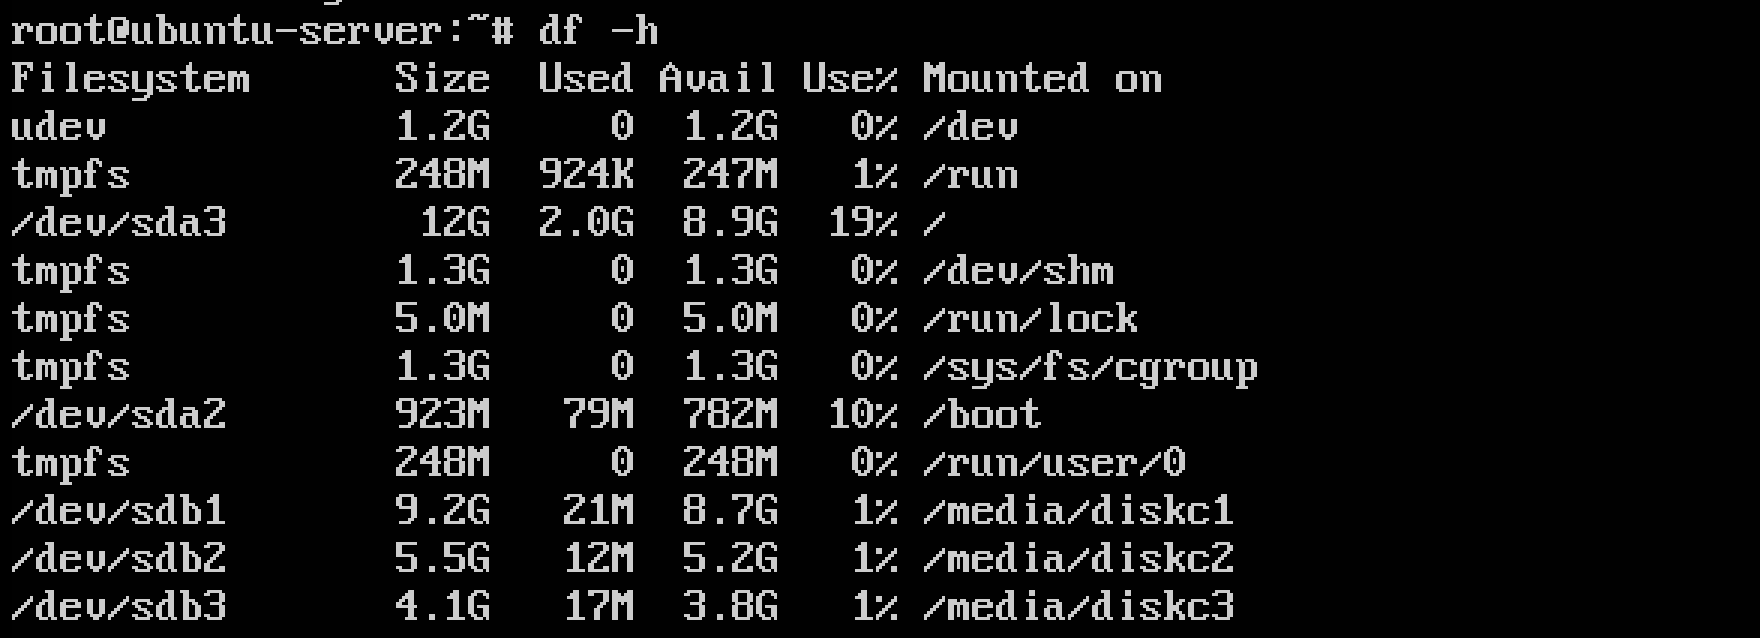 root@ubuntu-server:~# df -h
Filesystem      Size  Used Avail Use% Mounted on
udev            1.2G     0  1.2G   0% /dev
tmpfs           248M  924K  247M   1% /run
/dev/sda3        12G  2.0G  8.9G  19% /
tmpfs           1.3G     0  1.3G   0% /dev/shm
tmpfs           5.0M     0  5.0M   0% /run/lock
tmpfs           1.3G     0  1.3G   0% /sys/fs/cgroup
/dev/sda2       923M   79M  782M  10% /boot
tmpfs           248M     0  248M   0% /run/user/0
/dev/sdb1       9.2G   21M  8.7G   1% /media/diskc1
/dev/sdb2       5.5G   12M  5.2G   1% /media/diskc2
/dev/sdb3       4.1G   17M  3.8G   1% /media/diskc3